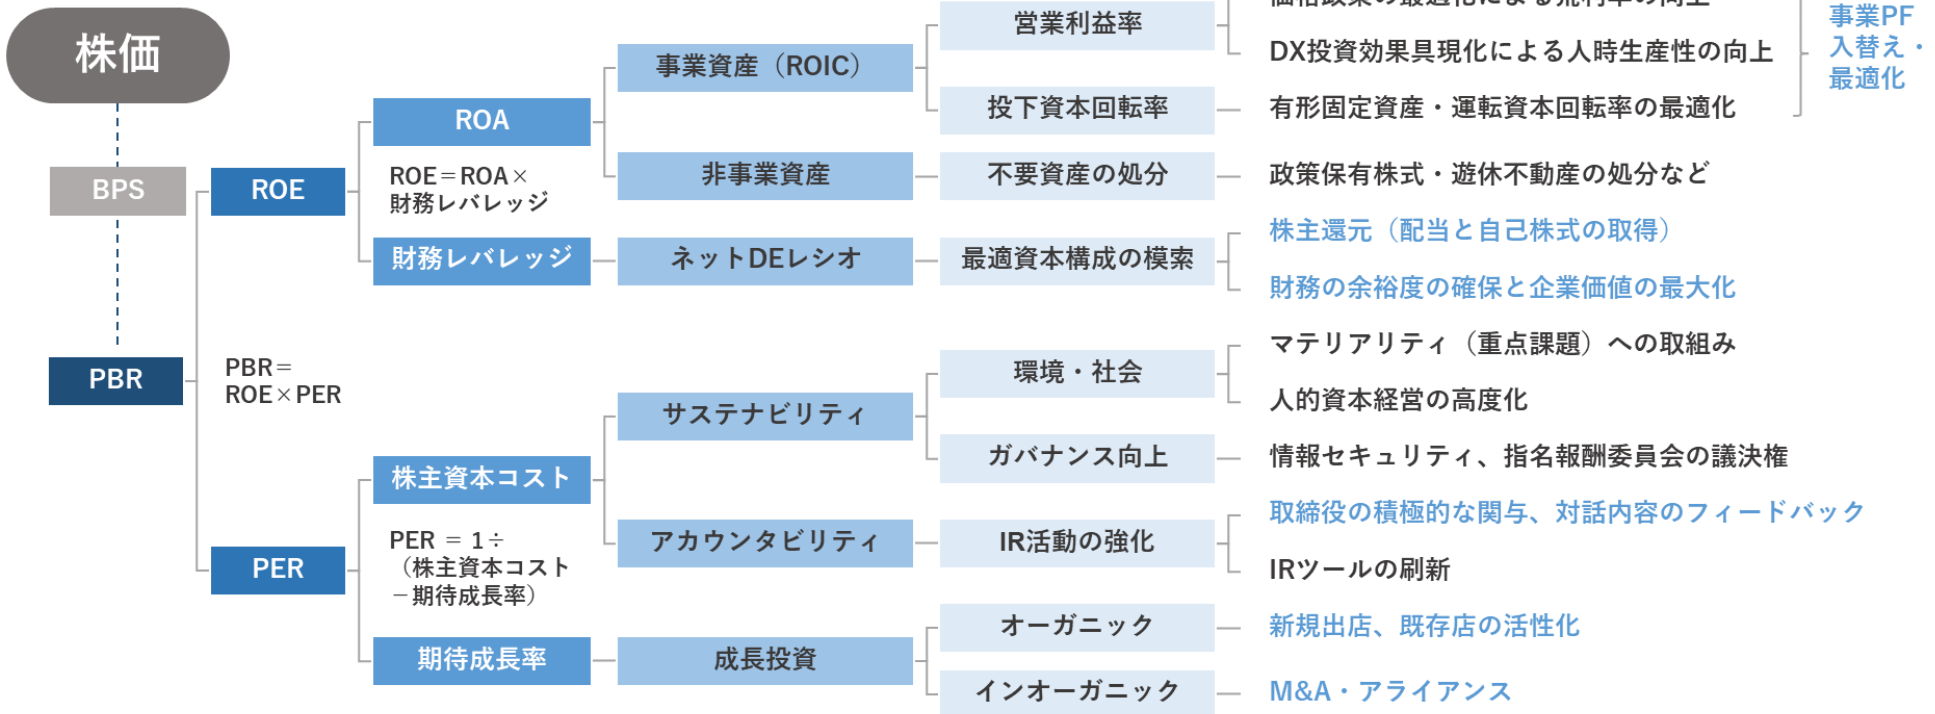 株価
BPS
PBR
PBR＝
ROE×PER
ROE
PER
ROA
ROE＝ROA×
財務レバレッジ
財務レバレッジ
株主資本コスト
PER ＝ 1÷
（株主資本コスト
－期待成長率）
期待成長率
事業資産（ROIC）
非事業資産
ネットDEレシオ
サステナビリティ
アカウンタビリティ
成長投資
営業利益率
投下資本回転率
不要資産の処分
最適資本構成の模索
環境・社会
ガバナンス向上
IR活動の強化
オーガニック
インオーガニック
DX投資効果具現化による人時生産性の向上
有形固定資産・運転資本回転率の最適化
政策保有株式・遊休不動産の処分など
株主還元（配当と自己株式の取得）
財務の余裕度の確保と企業価値の最大化
マテリアリティ（重点課題）への取組み
人的資本経営の高度化
情報セキュリティ、指名報酬委員会の議決権
取締役の積極的な関与、対話内容のフィードバック
IRツールの刷新
新規出店、既存店の活性化
M&A・アライアンス
事業PF
入替え・
最適化